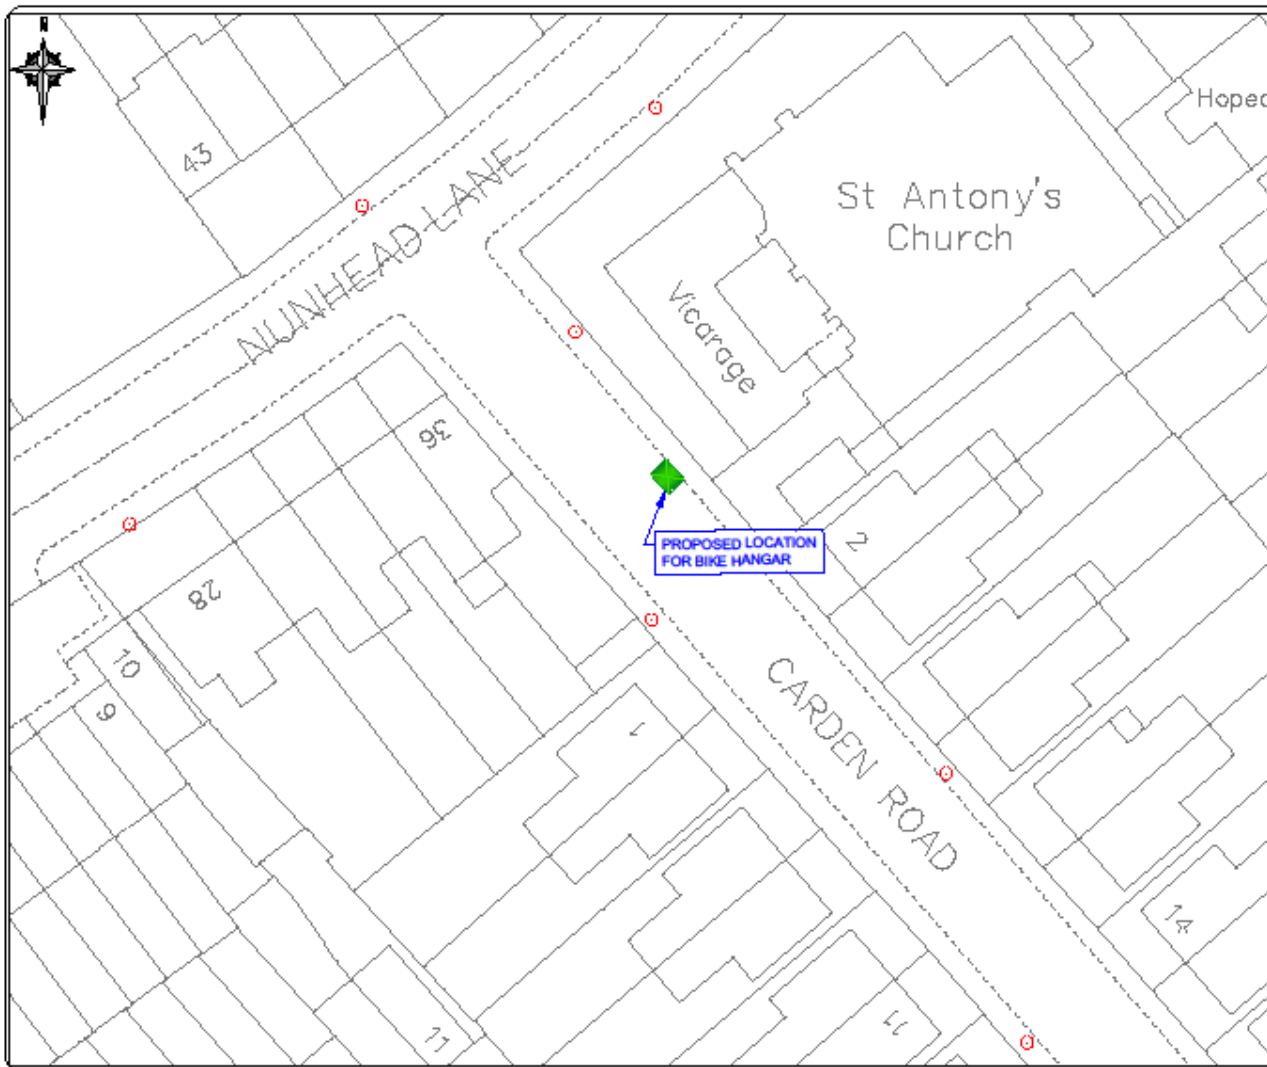 N
Hoped
43
NUNHEAD LANE
St Antony's
Church
Vicarage
36
PROPOSED LOCATION
FOR BIKE HANGAR
2
28
10
9
1
CARDEN ROAD
14
11
11